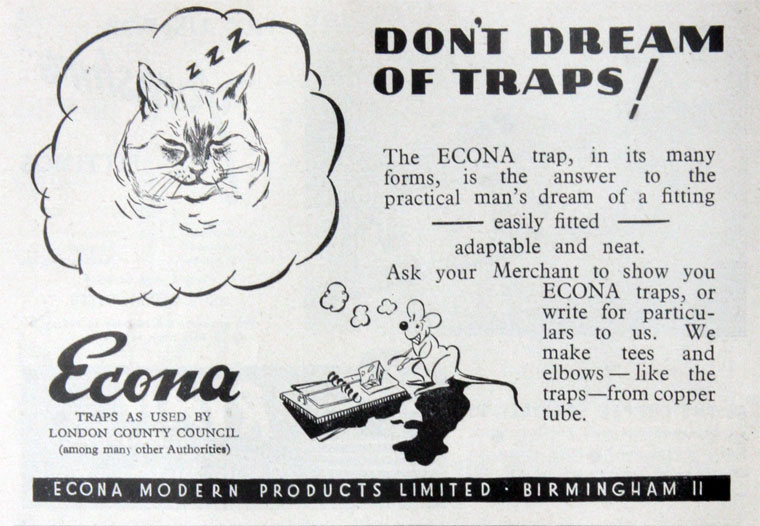 z z z
DON'T DREAM
OF TRAPS!
The ECONA trap, in its many
forms, is the answer to the
practical man's dream of a fitting
— easily fitted —
adaptable and neat.
Ask your Merchant to show you
ECONA traps, or
write for particu-
lars to us. We
make tees and
elbows — like the
traps—from copper
tube.
Econa
TRAPS AS USED BY
LONDON COUNTY COUNCIL
(among many other Authorities)
ECONA MODERN PRODUCTS LIMITED · BIRMINGHAM 11